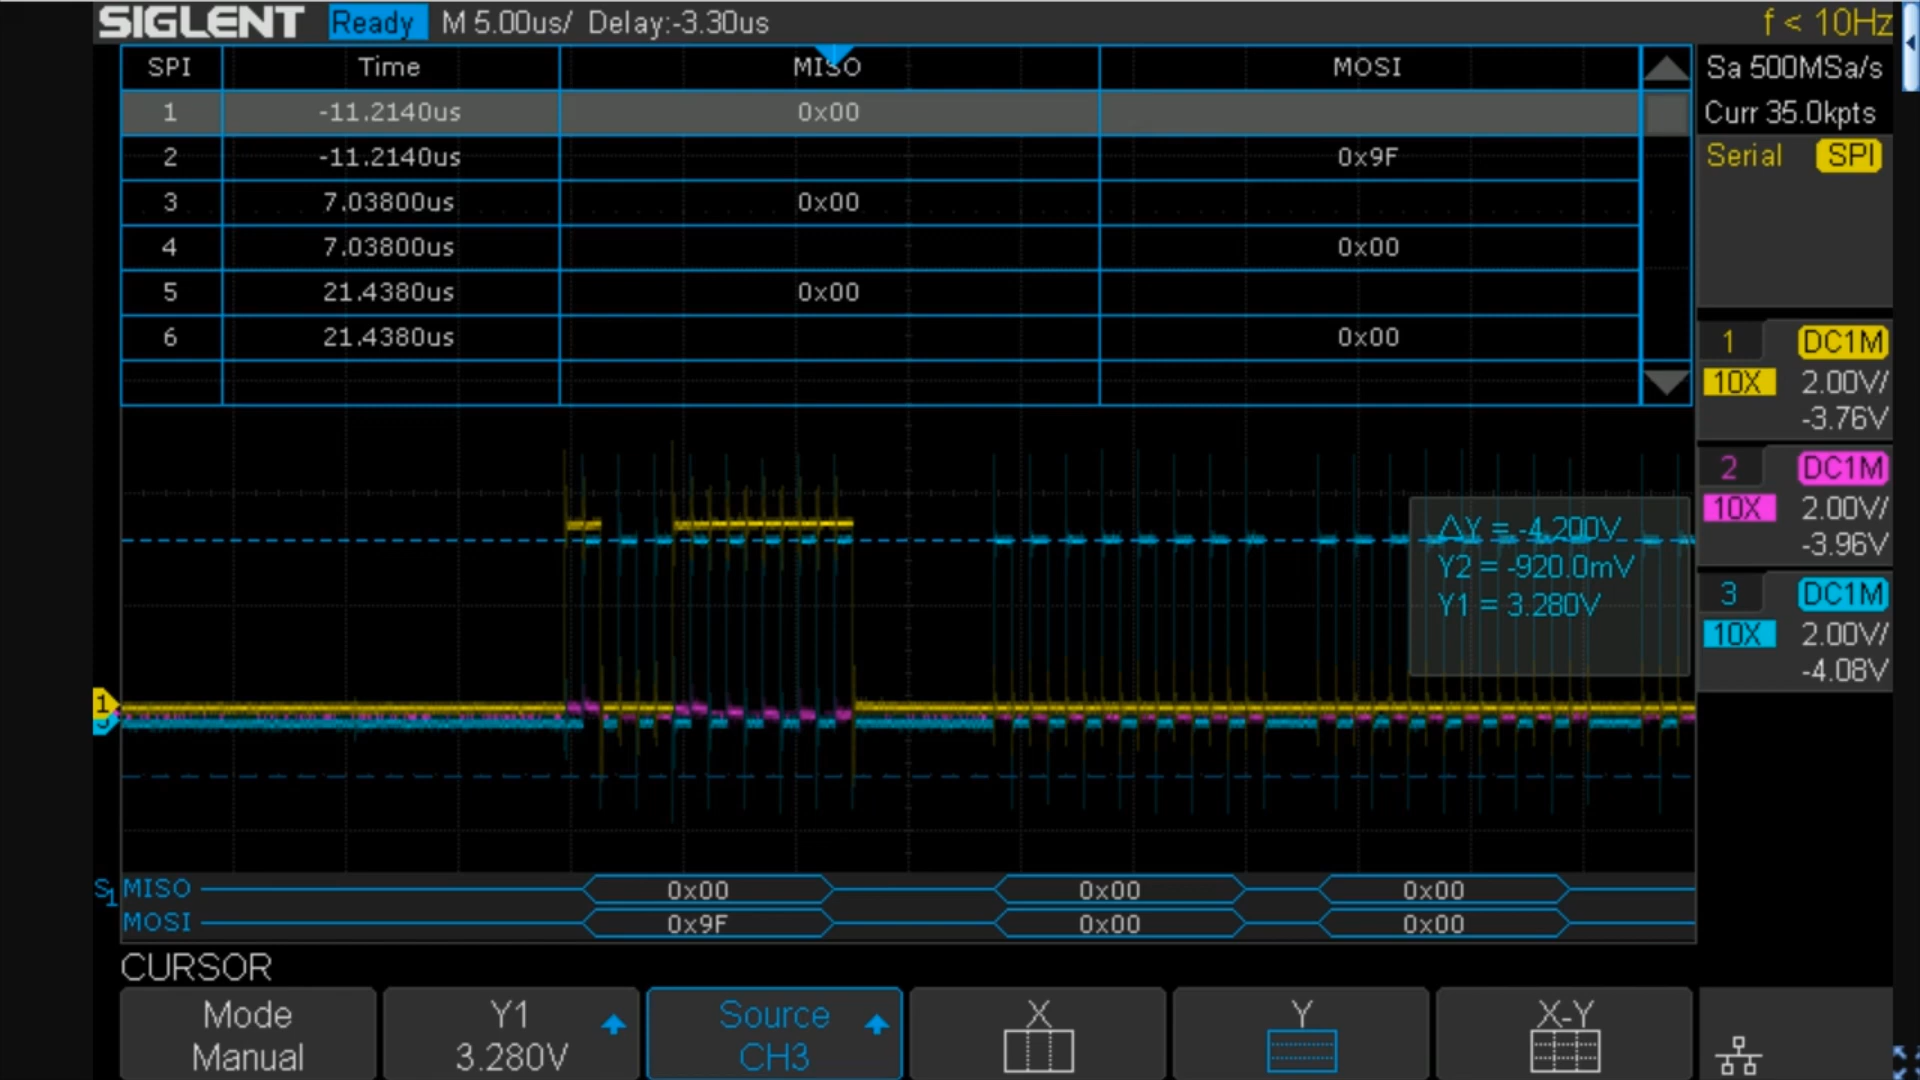 SIGLENT Ready M 5.00us/ Delay:-3.30us f < 10Hz
SPI Time MISO MOSI
1 -11.2140us 0x00
2 -11.2140us 0x9F
3 7.03800us 0x00
4 7.03800us 0x00
5 21.4380us 0x00
6 21.4380us 0x00
Sa 500MSa/s
Curr 35.0kpts
Serial SPI
1 DC1M
10X 2.00V/
-3.76V
2 DC1M
10X 2.00V/
-3.96V
3 DC1M
10X 2.00V/
-4.08V
ΔY = -4.200V
Y2 = -920.0mV
Y1 = 3.280V
1
S1 MISO 0x00 0x00 0x00
MOSI 0x9F 0x00 0x00
CURSOR
Mode
Manual
Y1
3.280V
Source
CH3
X
Y
X-Y